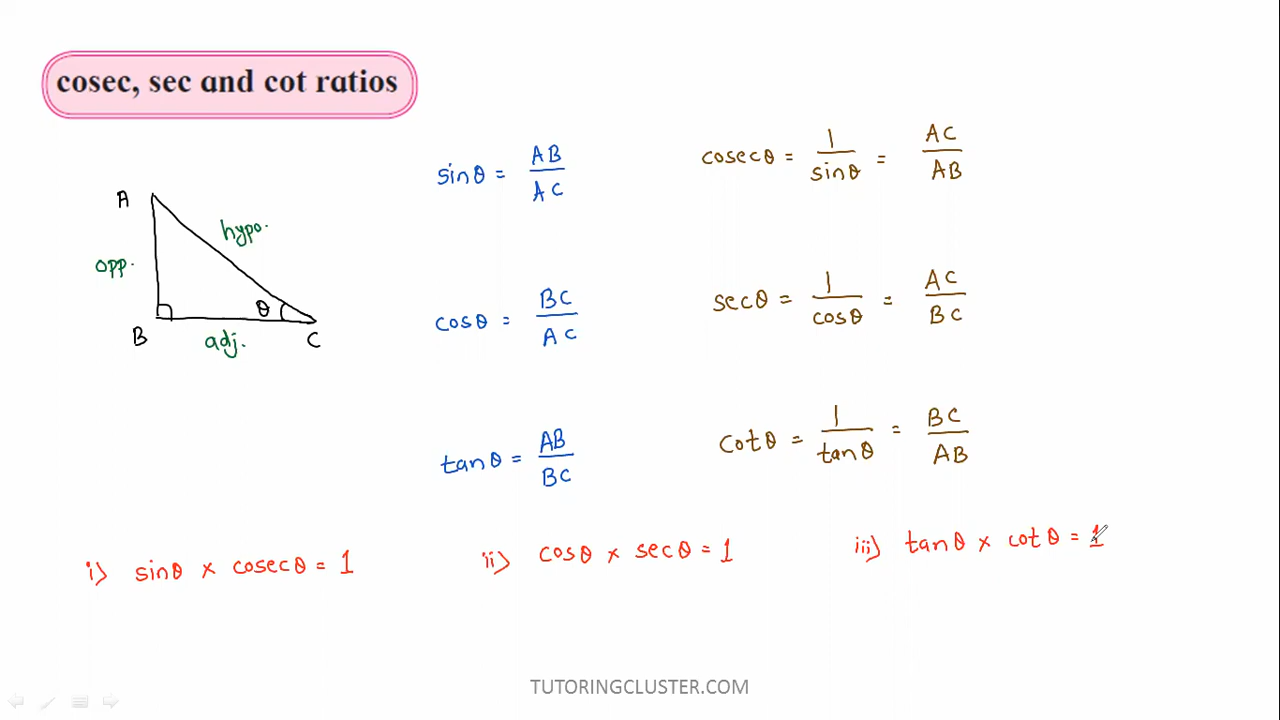 cosec, sec and cot ratios
sinθ = AB/AC
cosecθ = 1/sinθ = AC/AB
A
hypo.
opp.
θ
B
adj.
C
cosθ = BC/AC
secθ = 1/cosθ = AC/BC
tanθ = AB/BC
cotθ = 1/tanθ = BC/AB
i) sinθ × cosecθ = 1
ii) cosθ × secθ = 1
iii) tanθ × cotθ = 1
TUTORINGCLUSTER.COM